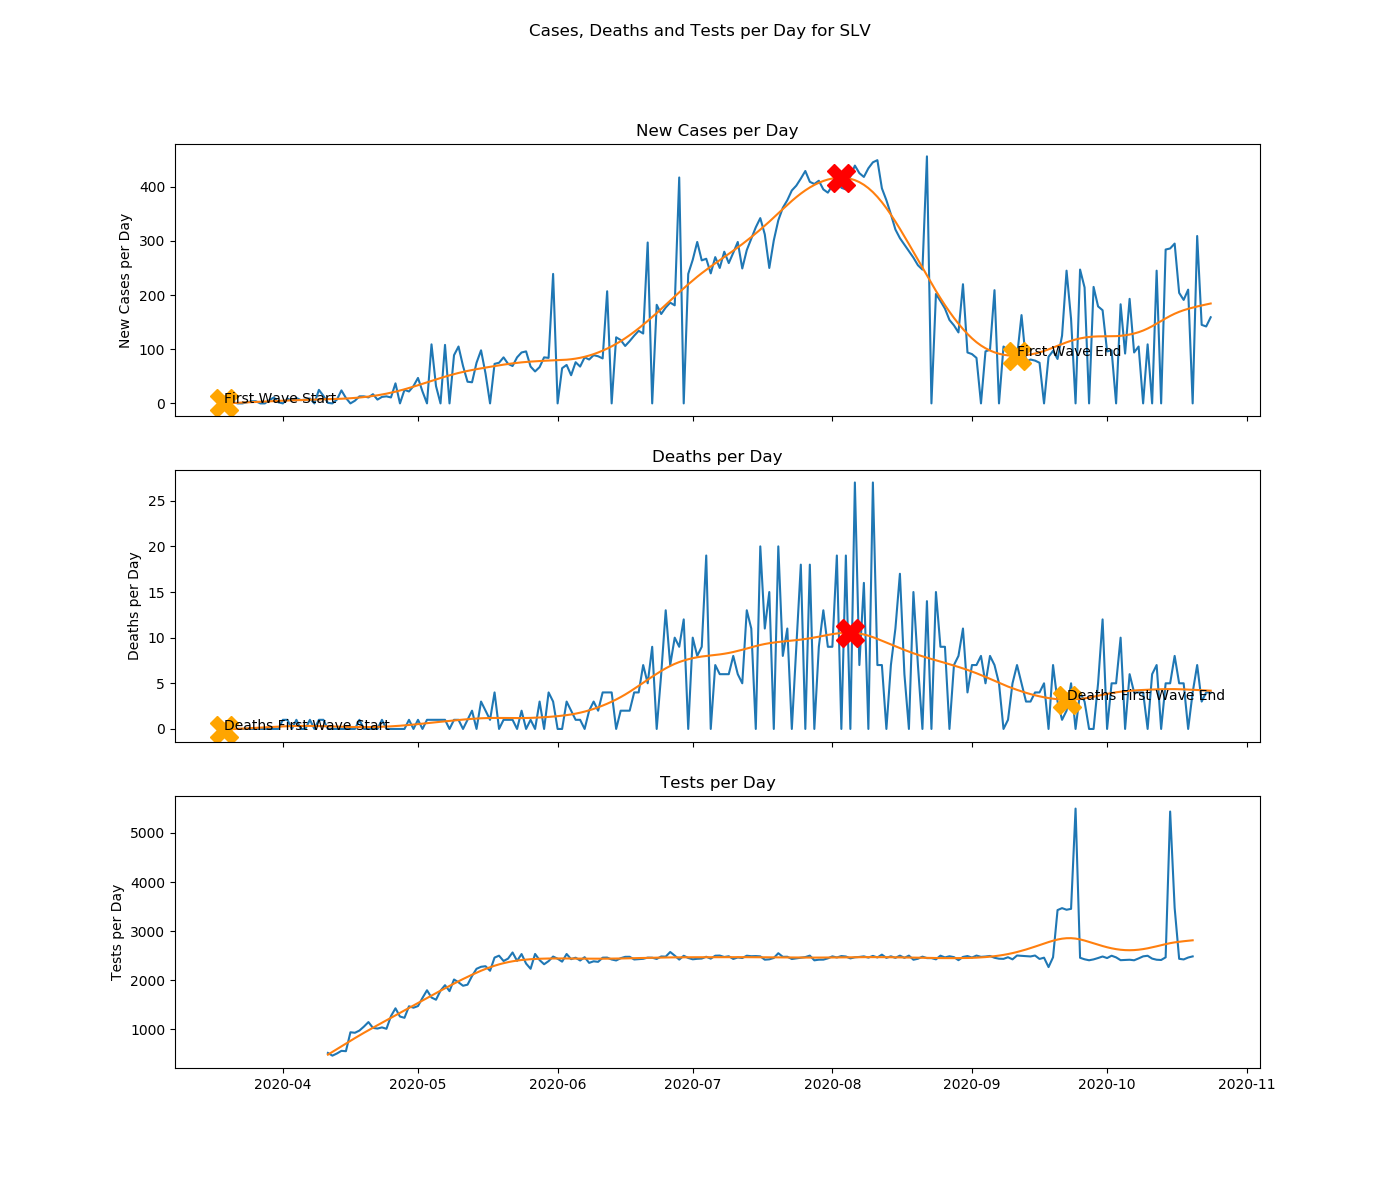 Cases, Deaths and Tests per Day for SLV
New Cases per Day
New Cases per Day
400
300
200
100
0
First Wave Start
First Wave End
Deaths per Day
Deaths per Day
25
20
15
10
5
0
Deaths First Wave Start
Deaths First Wave End
Tests per Day
Tests per Day
5000
4000
3000
2000
1000
2020-04 2020-05 2020-06 2020-07 2020-08 2020-09 2020-10 2020-11